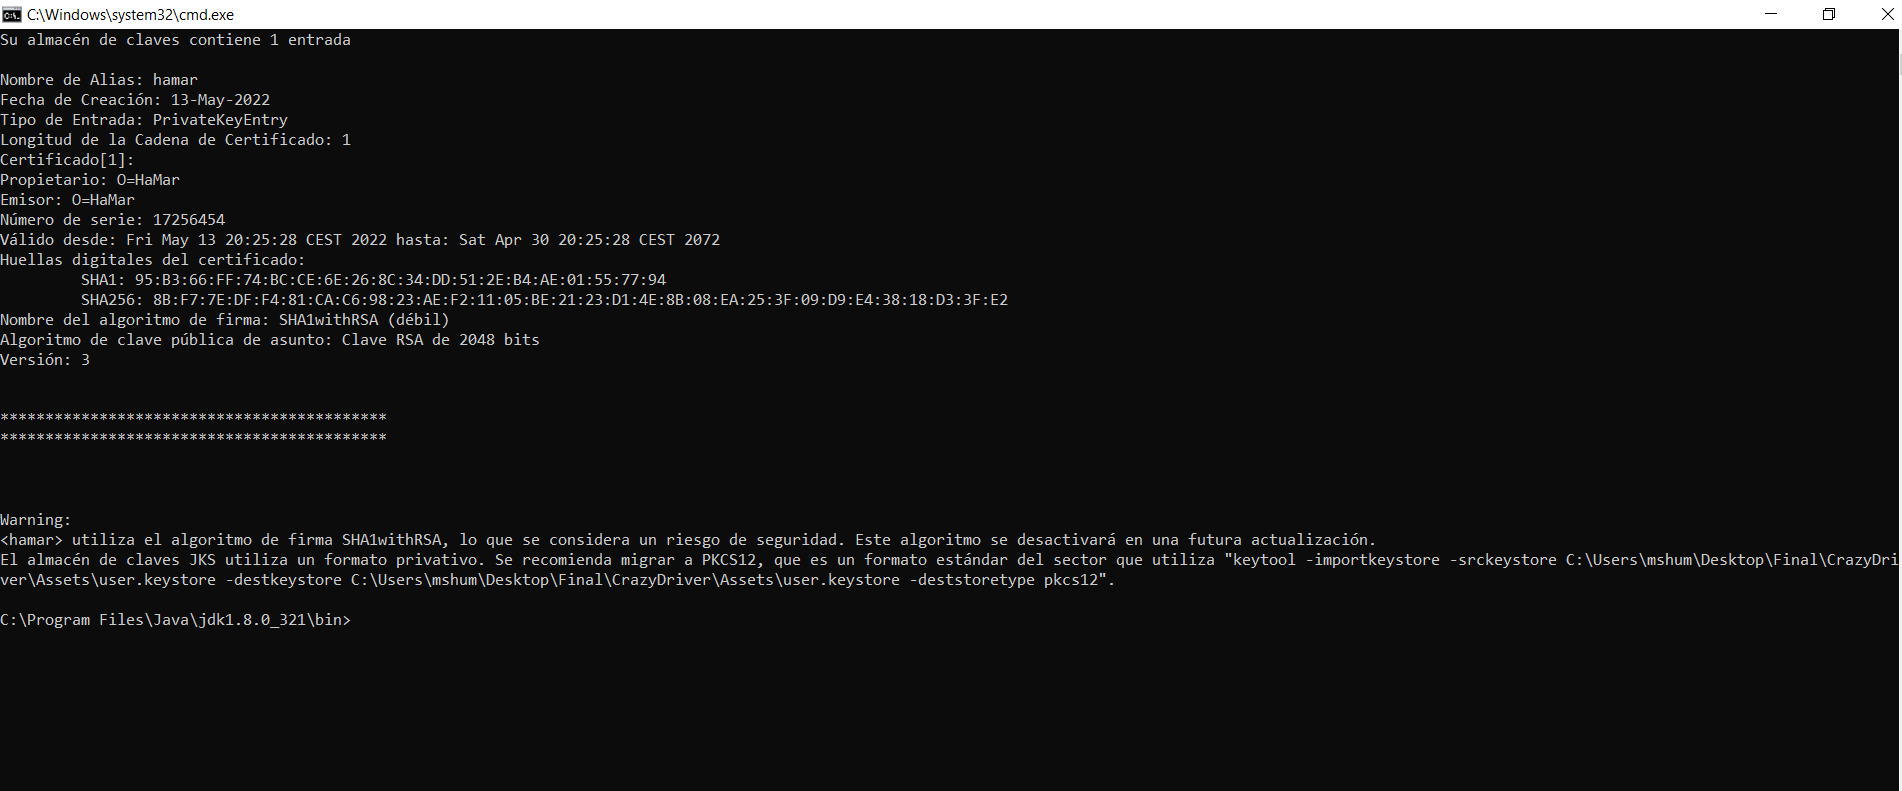 C:\Windows\system32\cmd.exe
Su almacén de claves contiene 1 entrada
Nombre de Alias: hamar
Fecha de Creación: 13-May-2022
Tipo de Entrada: PrivateKeyEntry
Longitud de la Cadena de Certificado: 1
Certificado[1]:
Propietario: O=HaMar
Emisor: O=HaMar
Número de serie: 17256454
Válido desde: Fri May 13 20:25:28 CEST 2022 hasta: Sat Apr 30 20:25:28 CEST 2072
Huellas digitales del certificado:
SHA1: 95:B3:66:FF:74:BC:CE:6E:26:8C:34:DD:51:2E:B4:AE:01:55:77:94
SHA256: 8B:F7:7E:DF:F4:81:CA:C6:98:23:AE:F2:11:05:BE:21:23:D1:4E:8B:08:EA:25:3F:09:D9:E4:38:18:D3:3F:E2
Nombre del algoritmo de firma: SHA1withRSA (débil)
Algoritmo de clave pública de asunto: Clave RSA de 2048 bits
Versión: 3
*******************************************
*******************************************
Warning:
<hamar> utiliza el algoritmo de firma SHA1withRSA, lo que se considera un riesgo de seguridad. Este algoritmo se desactivará en una futura actualización.
El almacén de claves JKS utiliza un formato privativo. Se recomienda migrar a PKCS12, que es un formato estándar del sector que utiliza "keytool -importkeystore -srckeystore C:\Users\mshum\Desktop\Final\CrazyDri
ver\Assets\user.keystore -destkeystore C:\Users\mshum\Desktop\Final\CrazyDriver\Assets\user.keystore -deststoretype pkcs12".
C:\Program Files\Java\jdk1.8.0_321\bin>